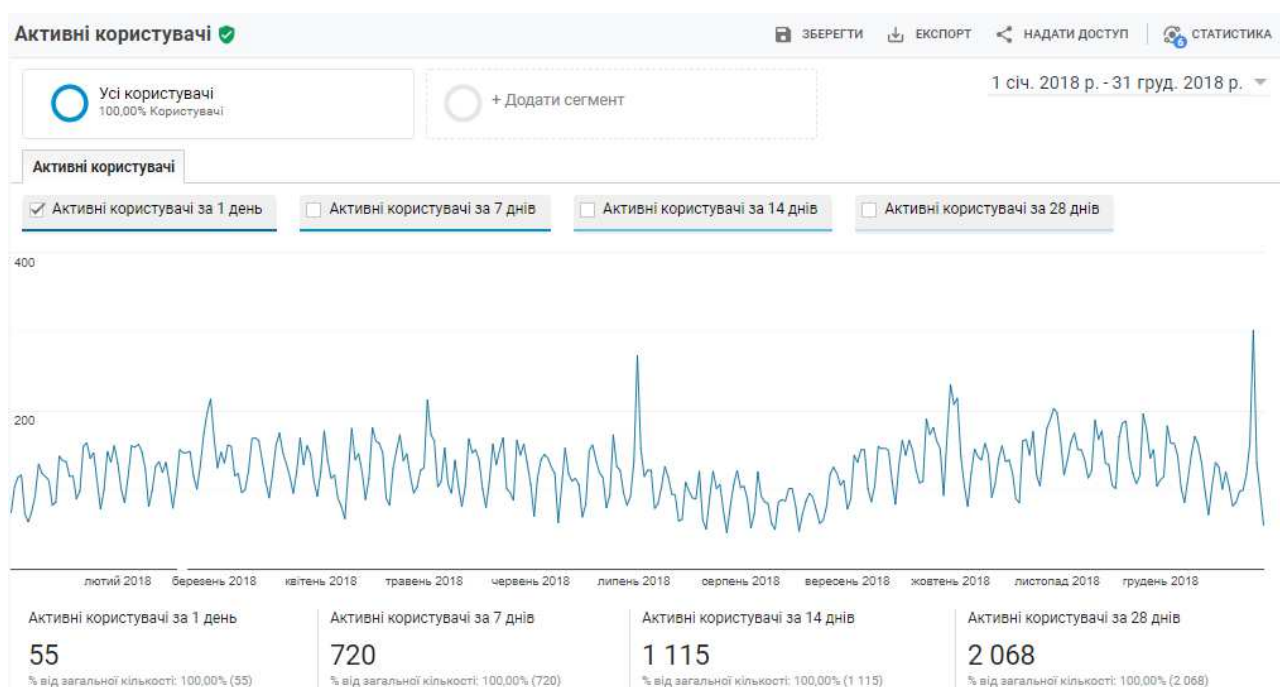 Активні користувачі
ЗБЕРЕГТИ ЕКСПОРТ НАДАТИ ДОСТУП СТАТИСТИКА
6
Усі користувачі
100,00% Користувачі
+ Додати сегмент
1 січ. 2018 р. - 31 груд. 2018 р.
Активні користувачі
Активні користувачі за 1 день Активні користувачі за 7 днів Активні користувачі за 14 днів Активні користувачі за 28 днів
400
200
лютий 2018 березень 2018 квітень 2018 травень 2018 червень 2018 липень 2018 серпень 2018 вересень 2018 жовтень 2018 листопад 2018 грудень 2018
Активні користувачі за 1 день Активні користувачі за 7 днів Активні користувачі за 14 днів Активні користувачі за 28 днів
55 720 1 115 2 068
% від загальної кількості: 100,00% (55) % від загальної кількості: 100,00% (720) % від загальної кількості: 100,00% (1 115) % від загальної кількості: 100,00% (2 068)